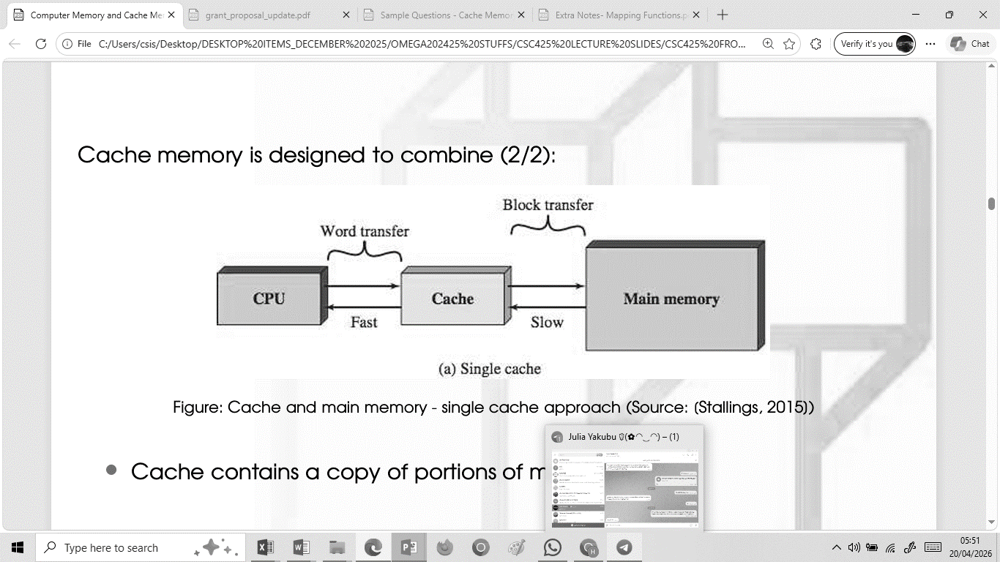 Computer Memory and Cache Me
grant_proposal_update.pdf
Sample Questions - Cache Memor
Extra Notes- Mapping Functions.p
File
C:/Users/csis/Desktop/DESKTOP%20ITEMS_DECEMBER%202025/OMEGA202425%20STUFFS/CSC425%20LECTURE%20SLIDES/CSC425%20FRO...
Verify it's you
Chat
Cache memory is designed to combine (2/2):
Block transfer
Word transfer
CPU
Cache
Main memory
Fast
Slow
(a) Single cache
Figure: Cache and main memory - single cache approach (Source: [Stallings, 2015])
Julia Yakubu (✿◠‿◠) – (1)
Cache contains a copy of portions of m
Type here to search
05:51
20/04/2026